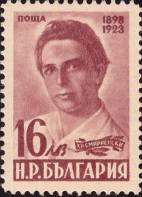 ПОЩА
1898
1923
16 ЛВ
ХР. СМИРНЕНСКИ
Н.Р. БЪЛГАРИЯ